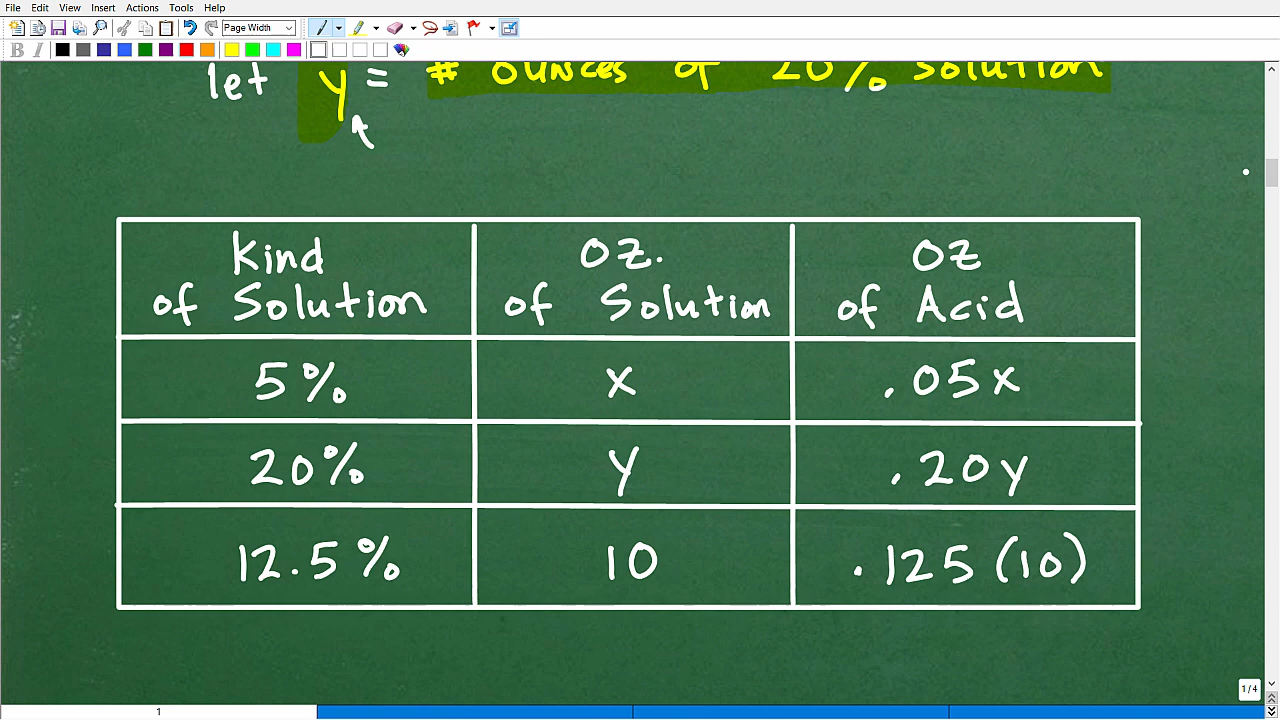 File Edit View Insert Actions Tools Help
Page Width
B I
let y = # ounces of 20% solution
Kind of Solution
OZ. of Solution
OZ of Acid
5% x .05x
20% y .20y
12.5% 10 .125(10)
1/4
1